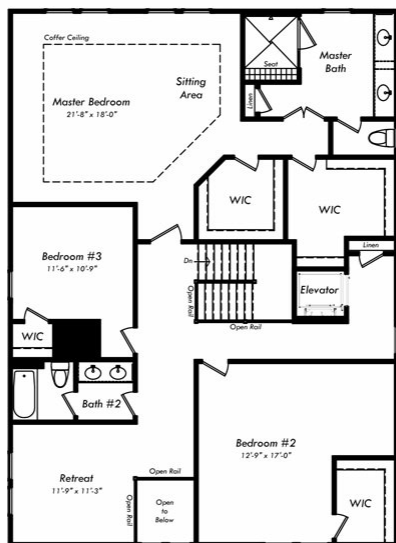 Coffer Ceiling
Sitting
Area
Master Bedroom
21'-8" x 18'-0"
Seat
Master
Bath
Linen
WIC
WIC
Linen
Bedroom #3
11'-6" x 10'-9"
Dn
Elevator
Open Rail
Open Rail
WIC
Bath #2
Bedroom #2
12'-9" x 17'-0"
Retreat
11'-9" x 11'-3"
Open Rail
Open Rail
Open
to
Below
WIC